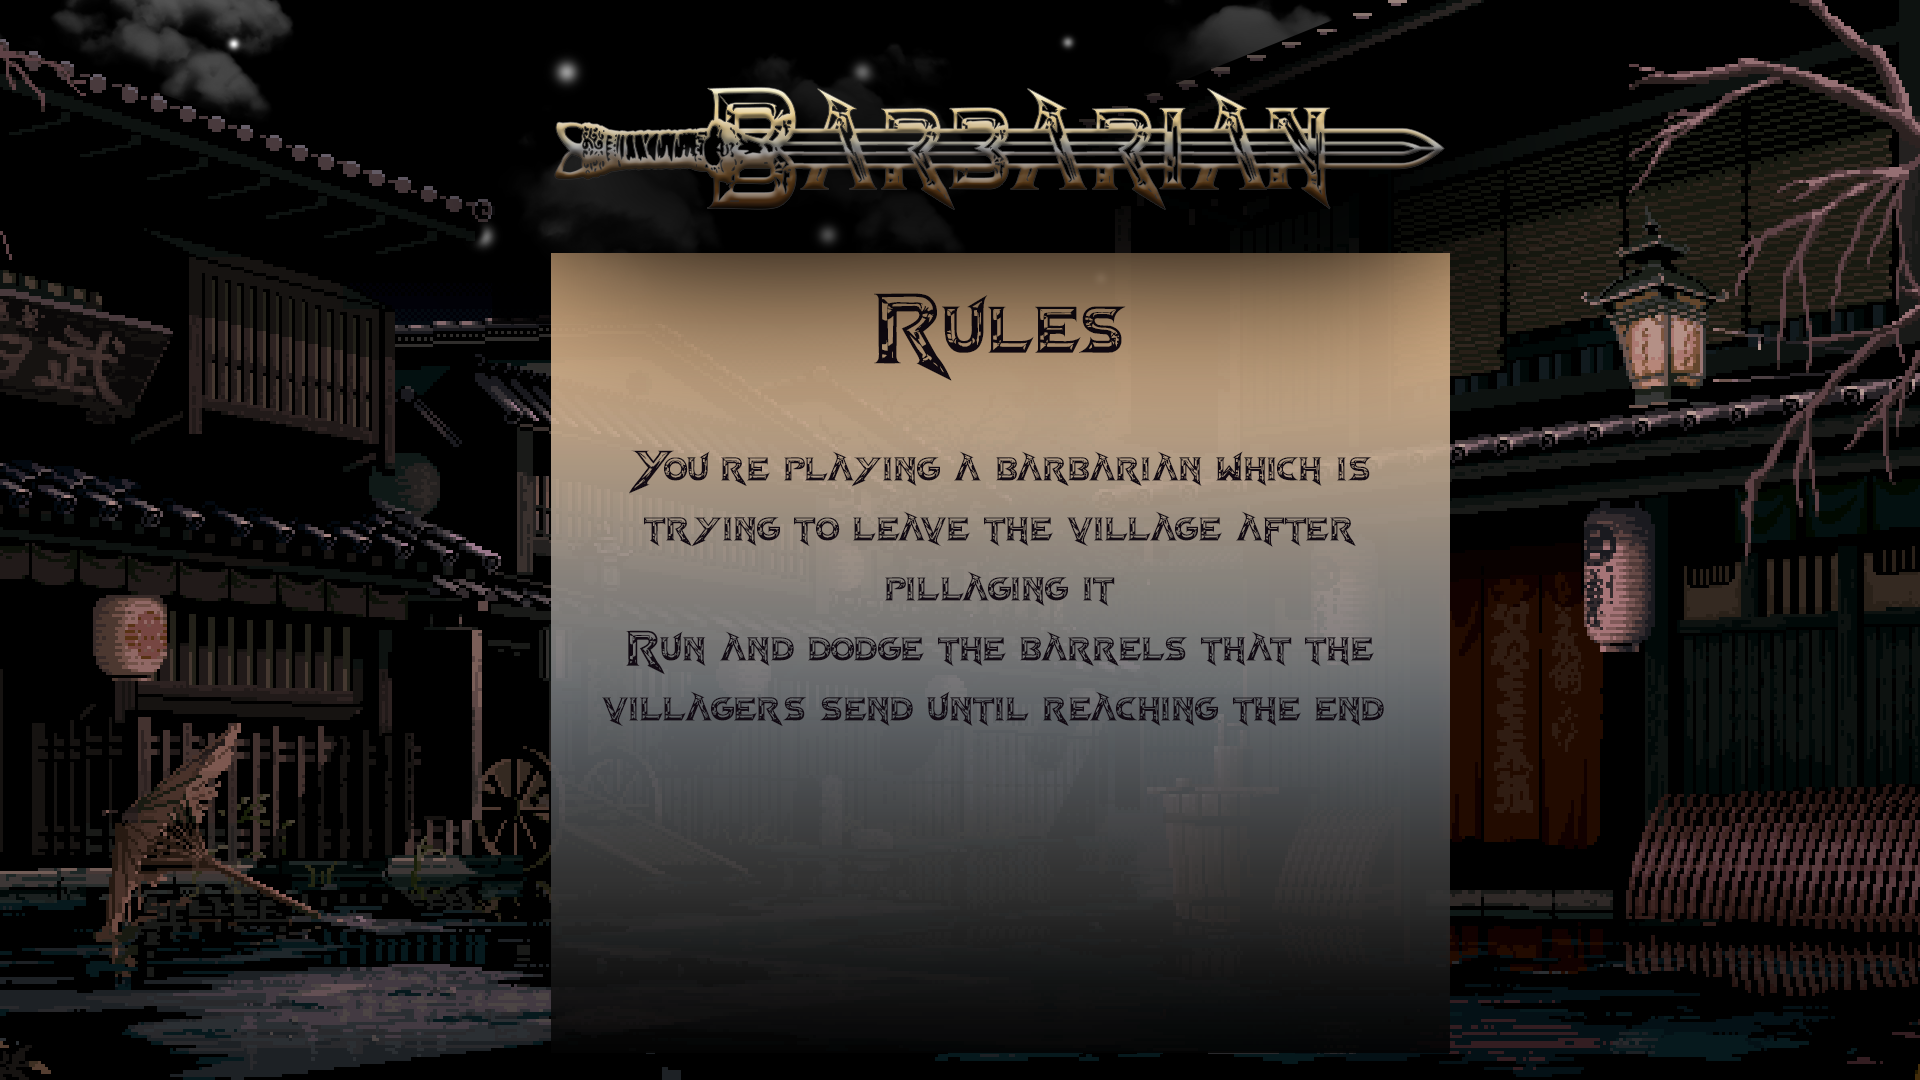 Barbarian
Rules
You re playing a barbarian which is
trying to leave the village after
pillaging it
Run and dodge the barrels that the
villagers send until reaching the end